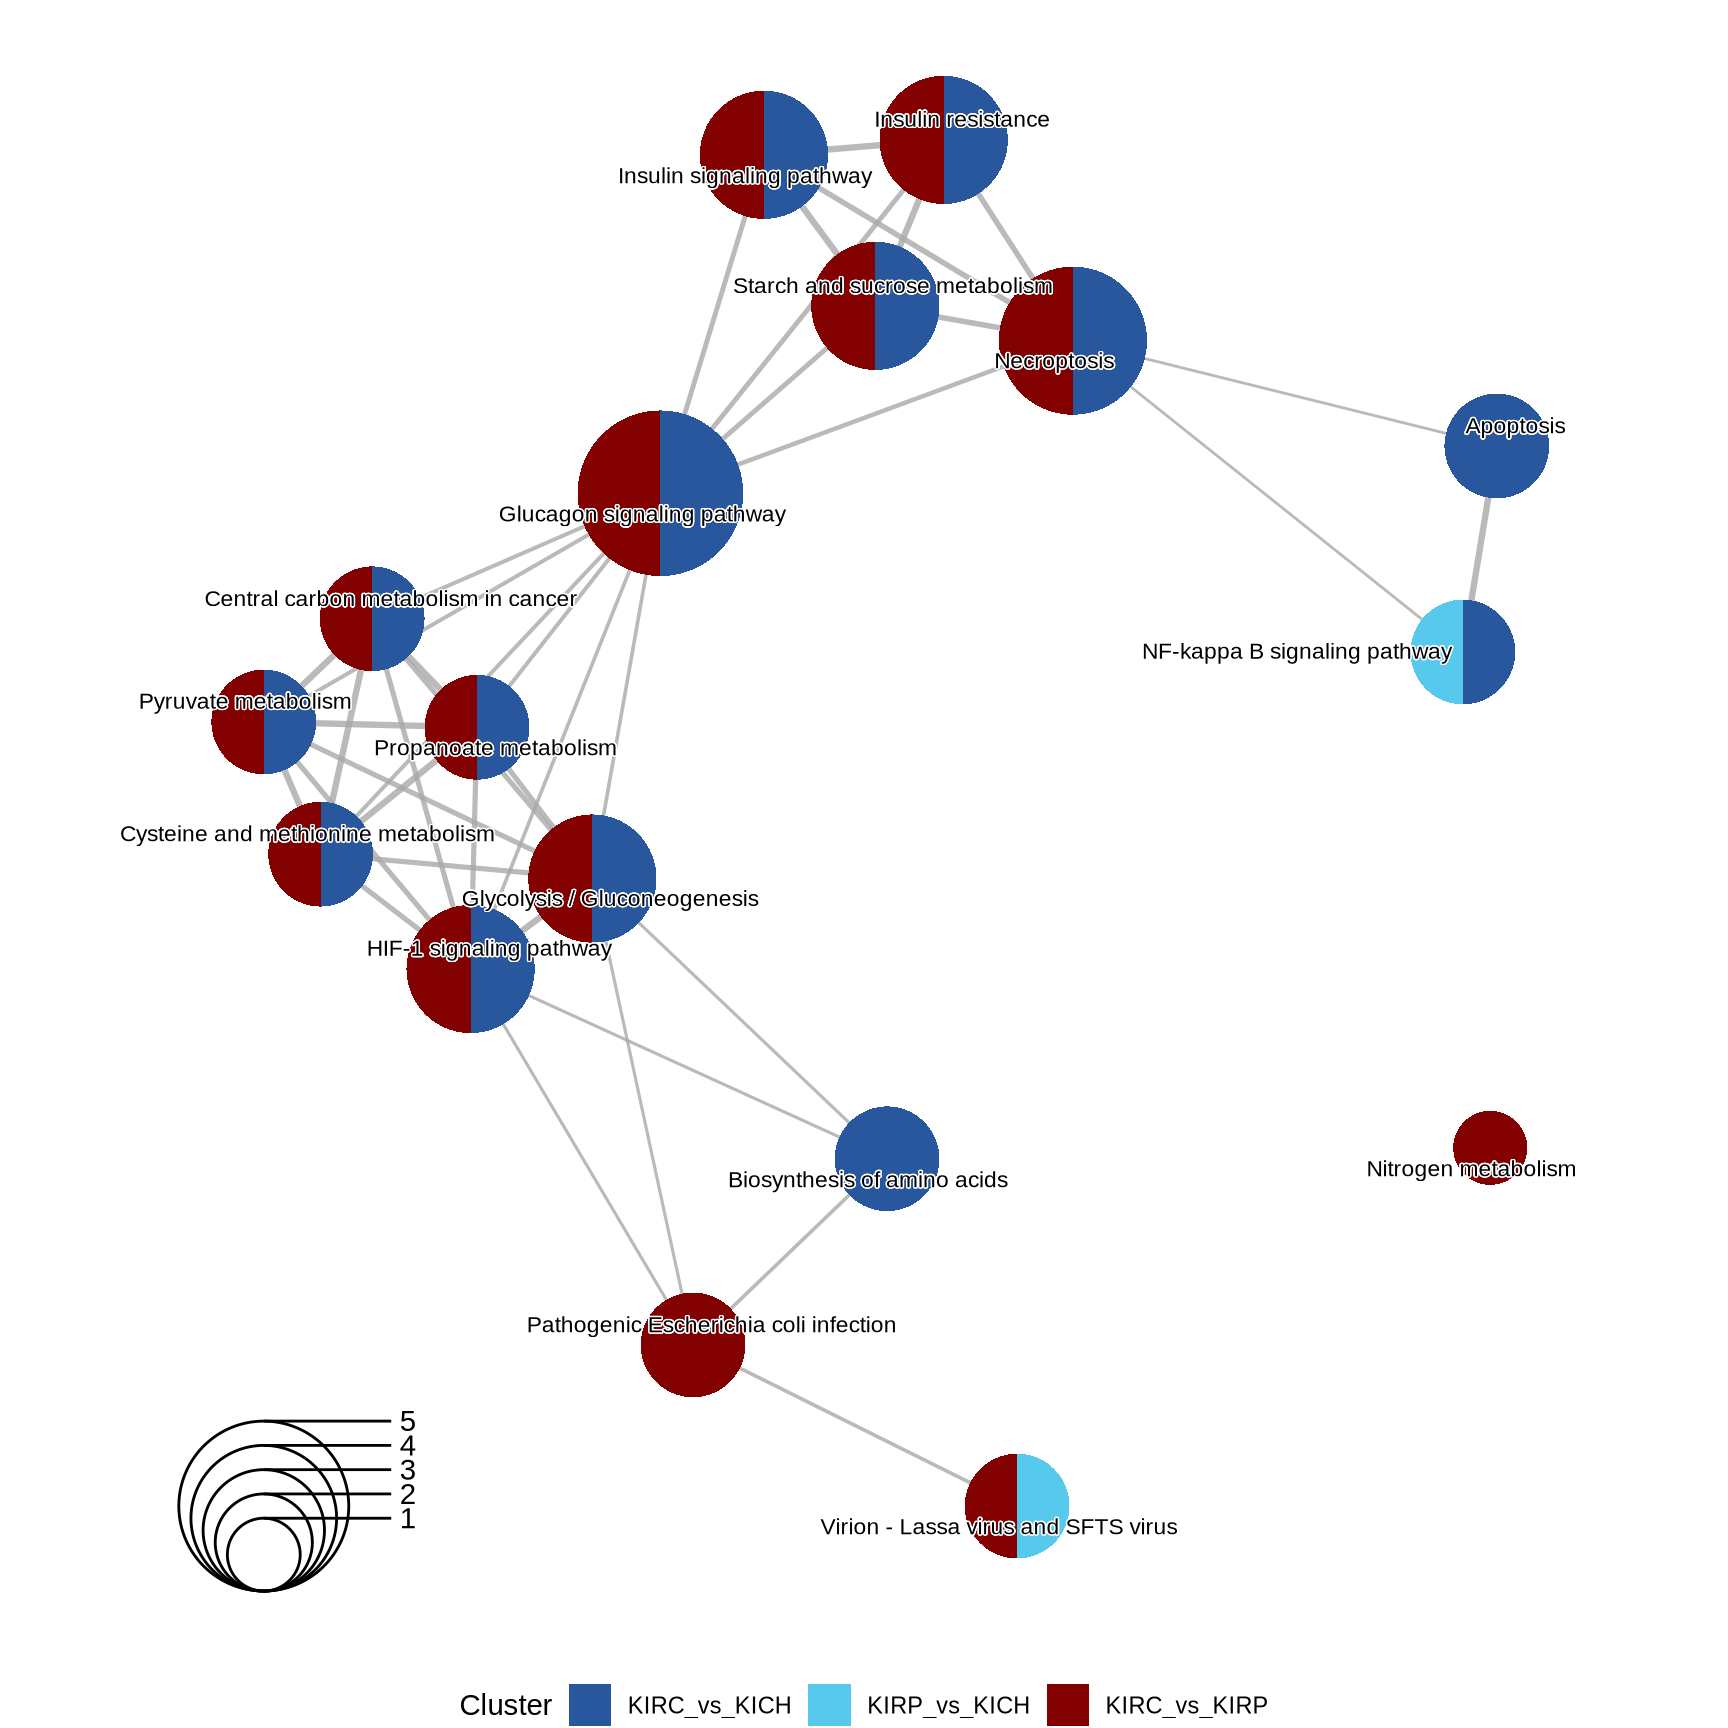 Insulin resistance
Insulin signaling pathway
Starch and sucrose metabolism
Necroptosis
Apoptosis
Glucagon signaling pathway
Central carbon metabolism in cancer
NF-kappa B signaling pathway
Pyruvate metabolism
Propanoate metabolism
Cysteine and methionine metabolism
Glycolysis / Gluconeogenesis
HIF-1 signaling pathway
Nitrogen metabolism
Biosynthesis of amino acids
Pathogenic Escherichia coli infection
Virion - Lassa virus and SFTS virus
5
4
3
2
1
Cluster KIRC_vs_KICH KIRP_vs_KICH KIRC_vs_KIRP